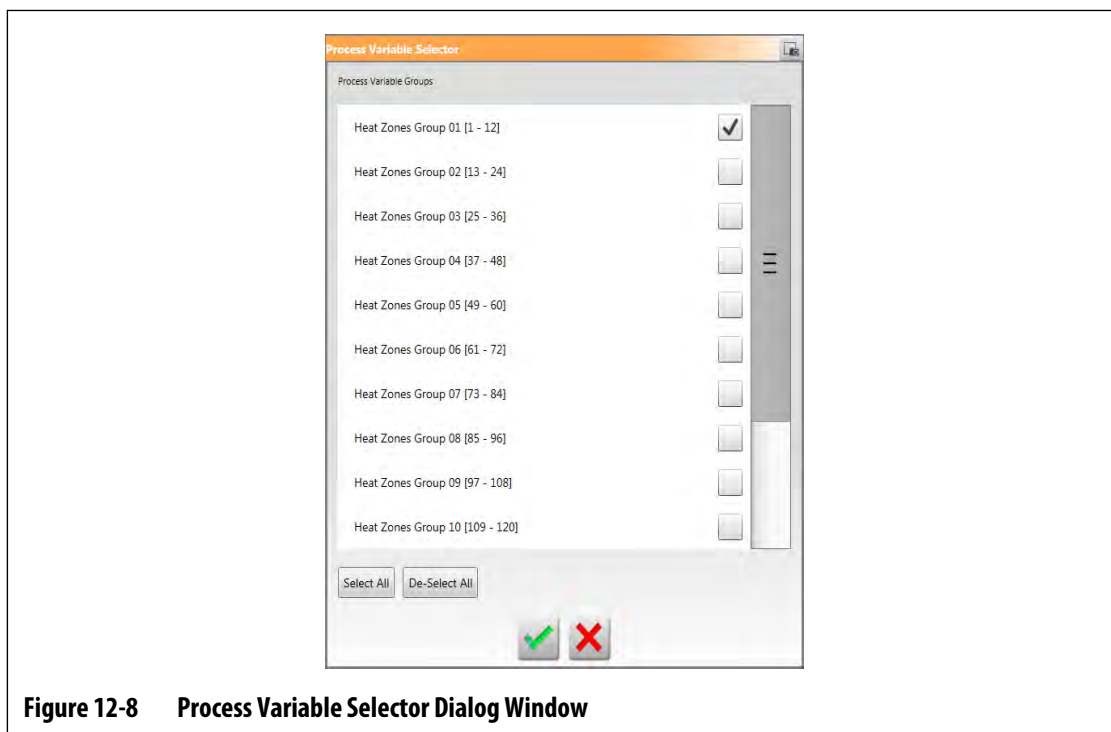 Process Variable Selector
Process Variable Groups
Heat Zones Group 01 [1 - 12]
Heat Zones Group 02 [13 - 24]
Heat Zones Group 03 [25 - 36]
Heat Zones Group 04 [37 - 48]
Heat Zones Group 05 [49 - 60]
Heat Zones Group 06 [61 - 72]
Heat Zones Group 07 [73 - 84]
Heat Zones Group 08 [85 - 96]
Heat Zones Group 09 [97 - 108]
Heat Zones Group 10 [109 - 120]
Select All De-Select All
Figure 12-8 Process Variable Selector Dialog Window